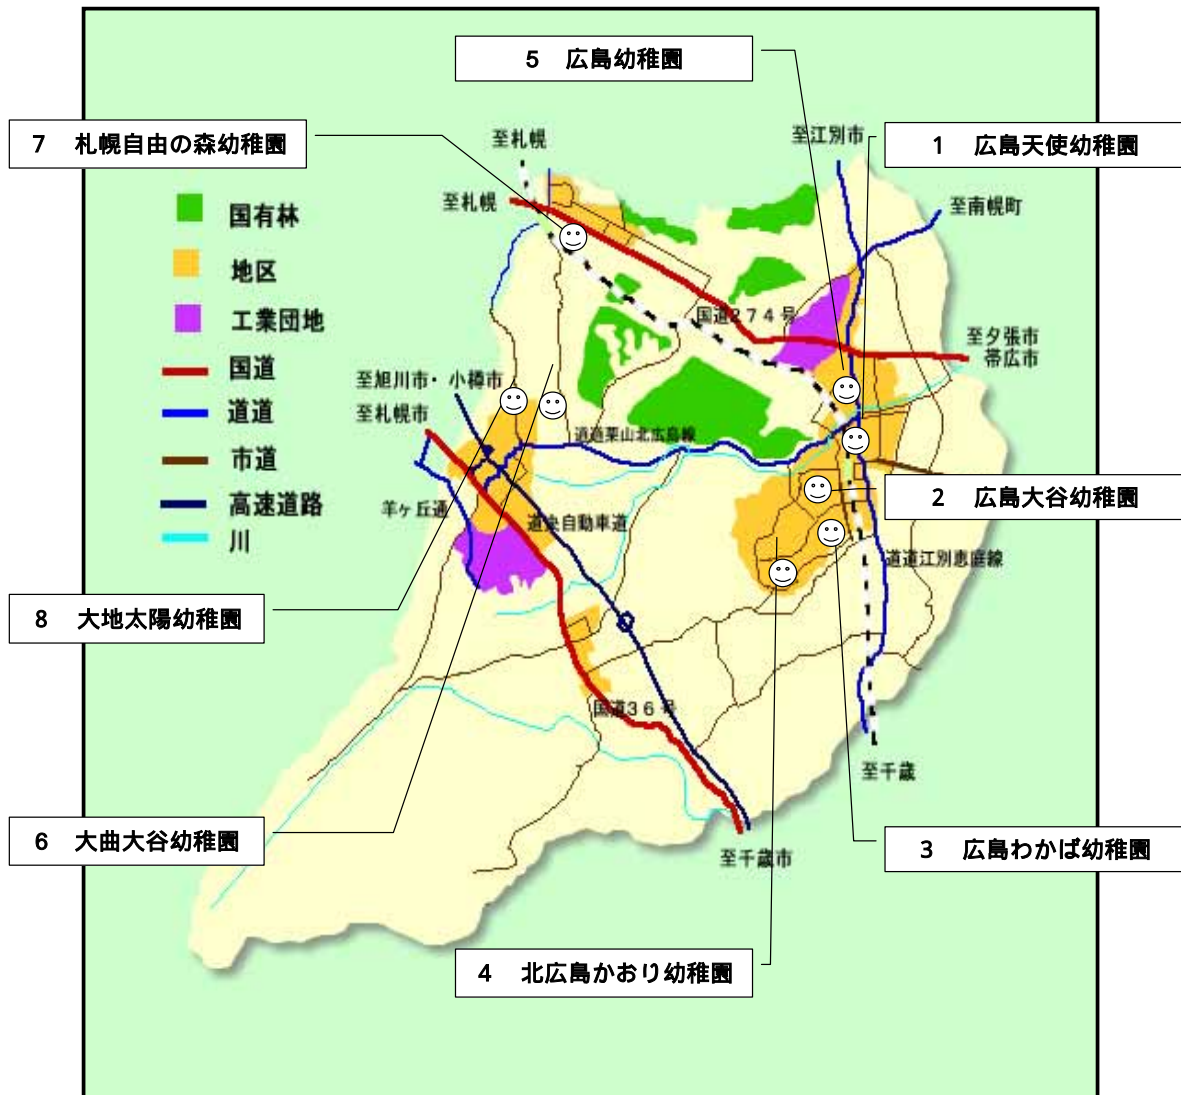 5 広島幼稚園
7 札幌自由の森幼稚園
至札幌
至江別市
1 広島天使幼稚園
至札幌
至南幌町
国有林
地区
工業団地
国道
道道
市道
高速道路
川
国道274号
至夕張市
帯広市
至旭川市・小樽市
至札幌市
道道栗山北広島線
2 広島大谷幼稚園
羊ヶ丘通
道央自動車道
道道江別恵庭線
8 大地太陽幼稚園
国道36号
至千歳
6 大曲大谷幼稚園
至千歳市
3 広島わかば幼稚園
4 北広島かおり幼稚園